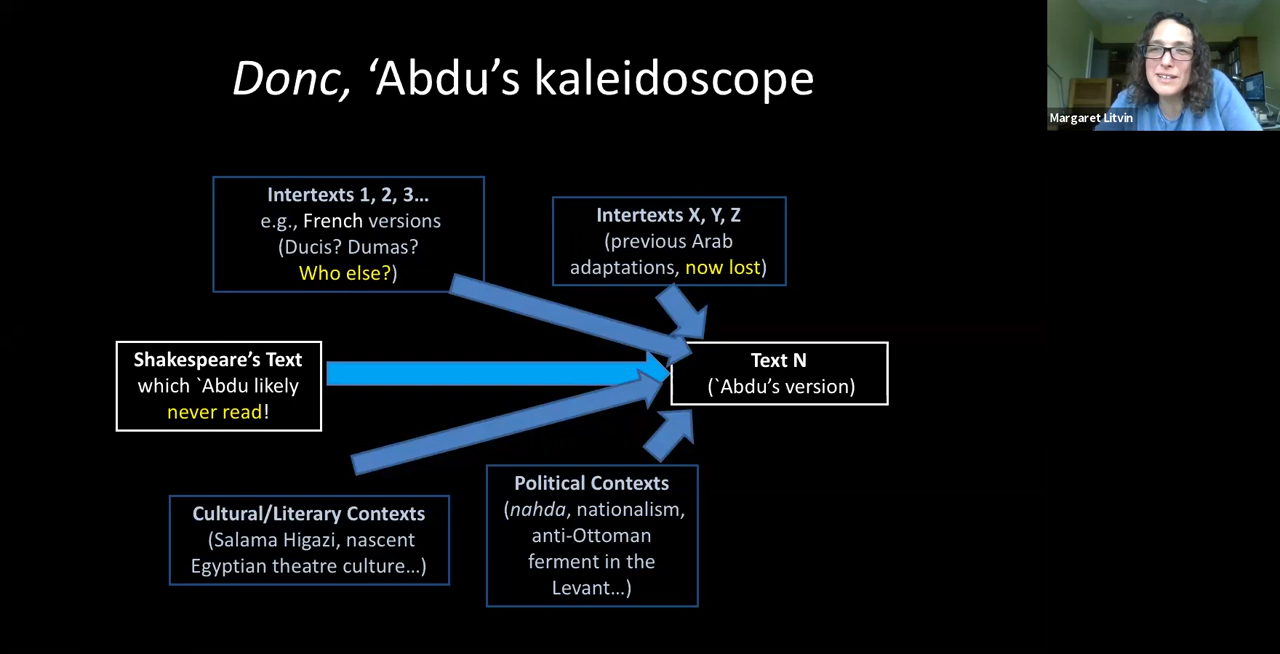 Donc, ‘Abdu’s kaleidoscope
Margaret Litvin
Intertexts 1, 2, 3…
e.g., French versions
(Ducis? Dumas?
Who else?)
Intertexts X, Y, Z
(previous Arab
adaptations, now lost)
Shakespeare’s Text
which `Abdu likely
never read!
Text N
(`Abdu’s version)
Cultural/Literary Contexts
(Salama Higazi, nascent
Egyptian theatre culture…)
Political Contexts
(nahda, nationalism,
anti-Ottoman
ferment in the
Levant…)